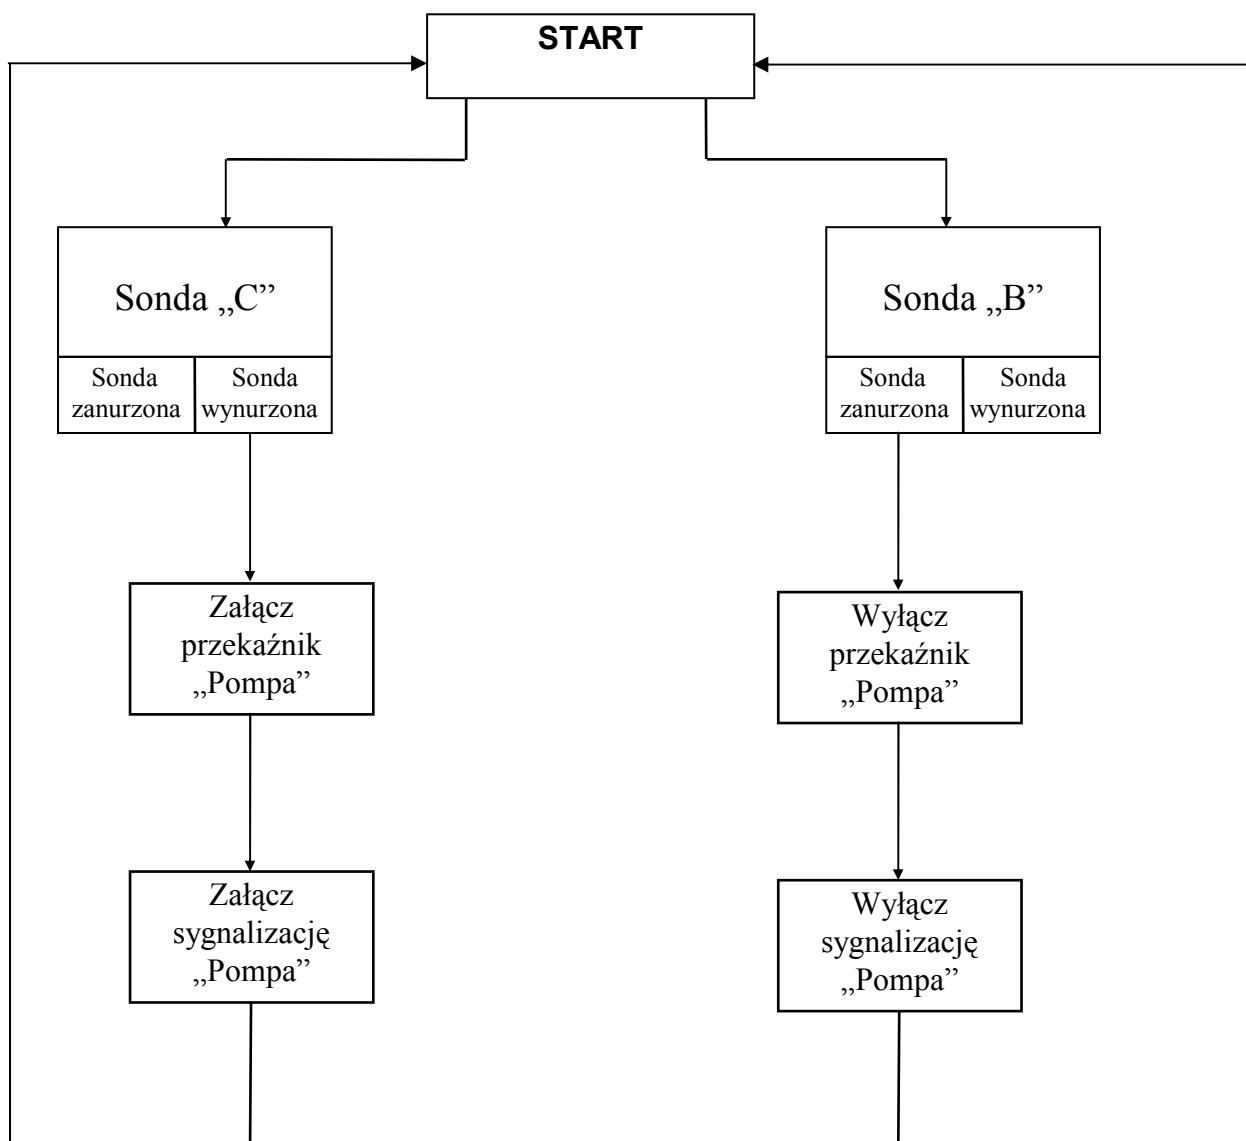 START
Sonda „C”
Sonda
zanurzona
Sonda
wynurzona
Załącz
przekaźnik
„Pompa”
Załącz
sygnalizację
„Pompa”
Sonda „B”
Sonda
zanurzona
Sonda
wynurzona
Wyłącz
przekaźnik
„Pompa”
Wyłącz
sygnalizację
„Pompa”